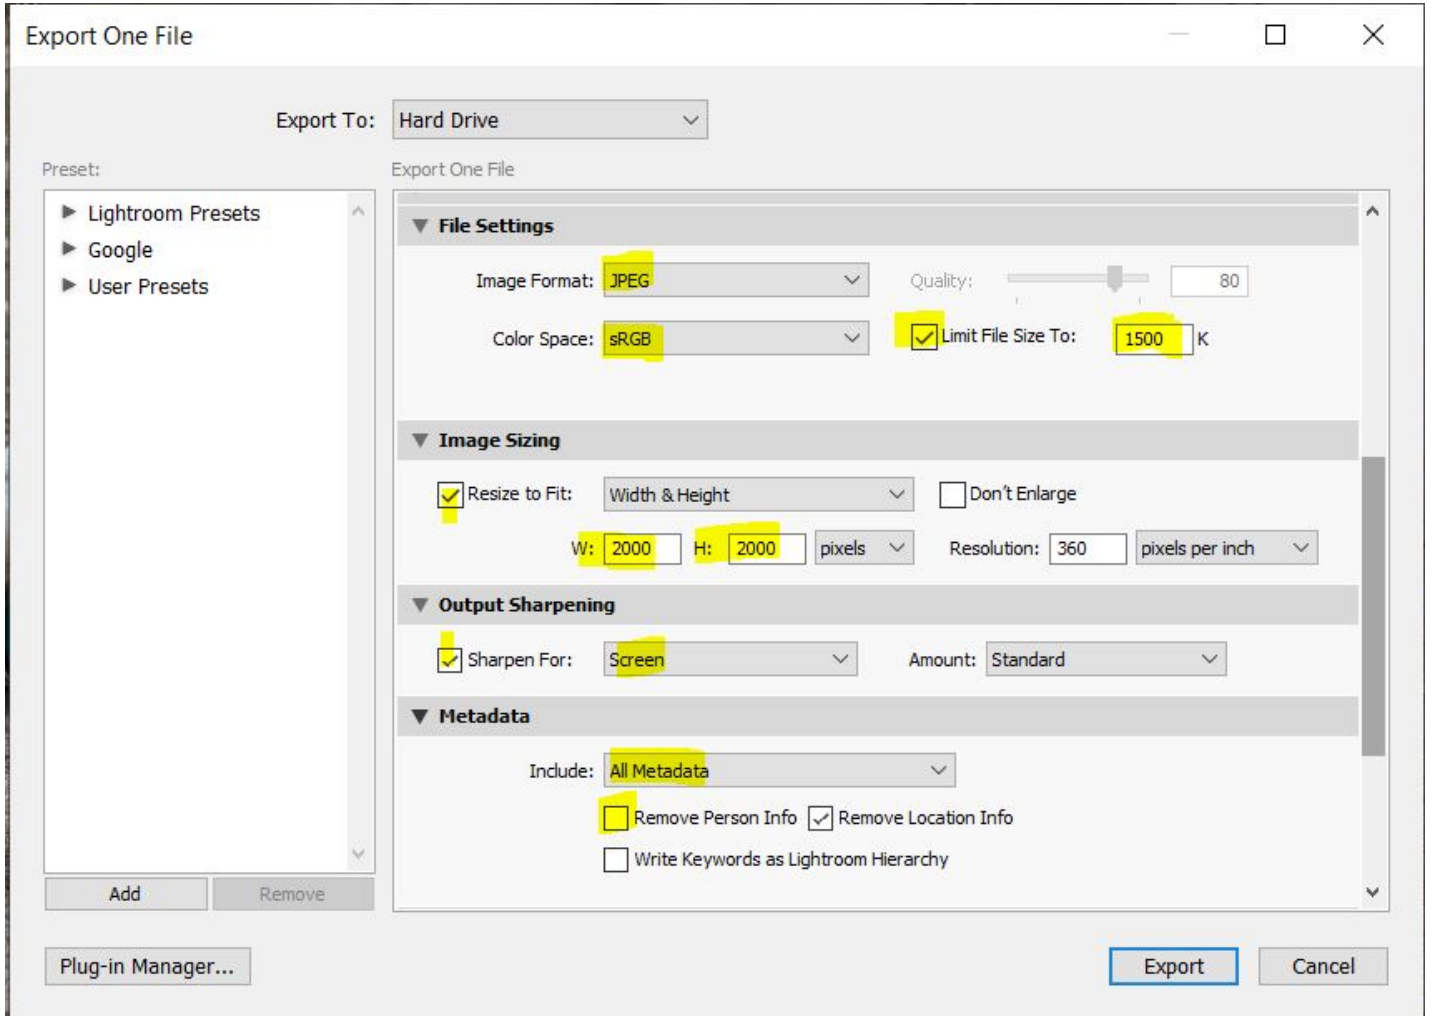 Export One File
Export To: Hard Drive
Preset:
Export One File
Lightroom Presets
Google
User Presets
File Settings
Image Format: JPEG Quality: 80
Color Space: sRGB Limit File Size To: 1500 K
Image Sizing
Resize to Fit: Width & Height Don't Enlarge
W: 2000 H: 2000 pixels Resolution: 360 pixels per inch
Output Sharpening
Sharpen For: Screen Amount: Standard
Metadata
Include: All Metadata
Remove Person Info Remove Location Info
Write Keywords as Lightroom Hierarchy
Add Remove
Plug-in Manager... Export Cancel